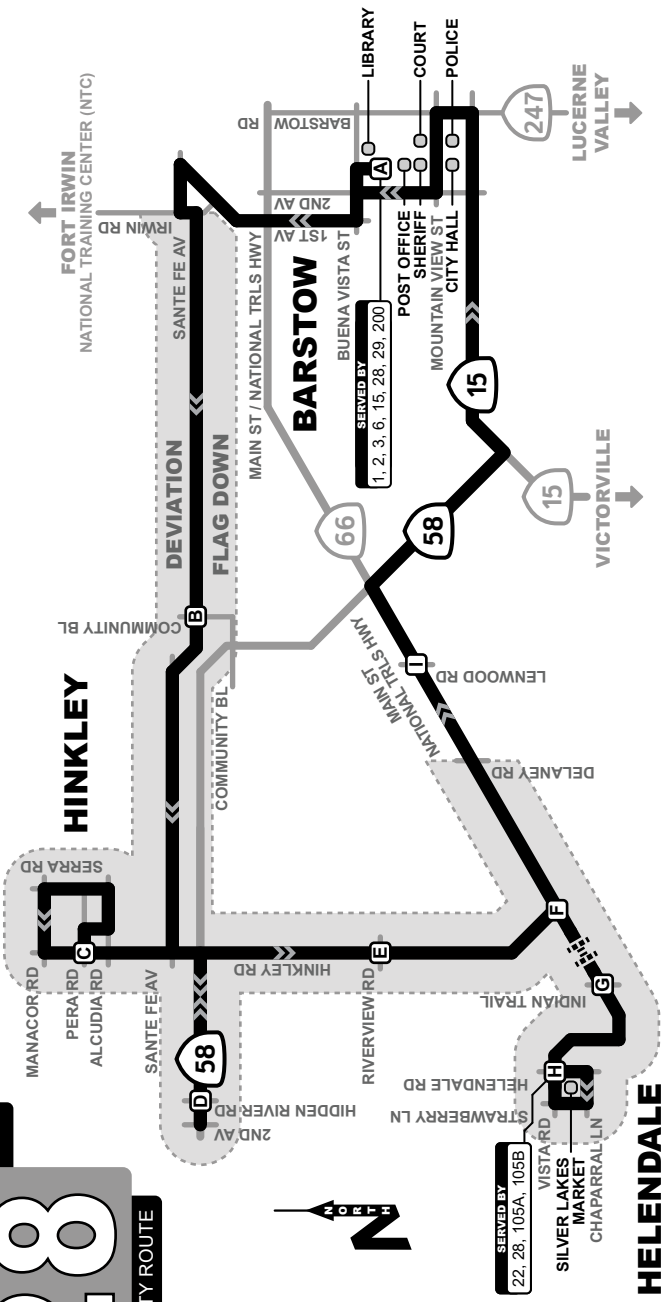 8
TY ROUTE
NORTH
N
FORT IRWIN
NATIONAL TRAINING CENTER (NTC)
IRWIN RD
SANTE FE AV
DEVIATION
FLAG DOWN
MAIN ST / NATIONAL TRLS HWY
BARSTOW
RD
BARSTOW
2ND AV
1ST AV
BUENA VISTA ST
LIBRARY
COURT
POLICE
A
POST OFFICE
SHERIFF
MOUNTAIN VIEW ST
CITY HALL
247
LUCERNE
VALLEY
SERVED BY
1, 2, 3, 6, 15, 28, 29, 200
15
15
VICTORVILLE
66
58
HINKLEY
COMMUNITY BL
B
COMMUNITY BL
MAIN ST
NATIONAL TRLS HWY
I
LENWOOD RD
DELANEY RD
SERRA RD
MANACOR RD
PERA RD
ALCUDIA RD
C
SANTE FE AV
HINKLEY RD
RIVERVIEW RD
E
F
58
D
HIDDEN RIVER RD
2ND AV
INDIAN TRAIL
G
HELENDALE RD
STRAWBERRY LN
H
VISTA RD
SERVED BY
22, 28, 105A, 105B
SILVER LAKES
MARKET
CHAPARRAL LN
HELENDALE